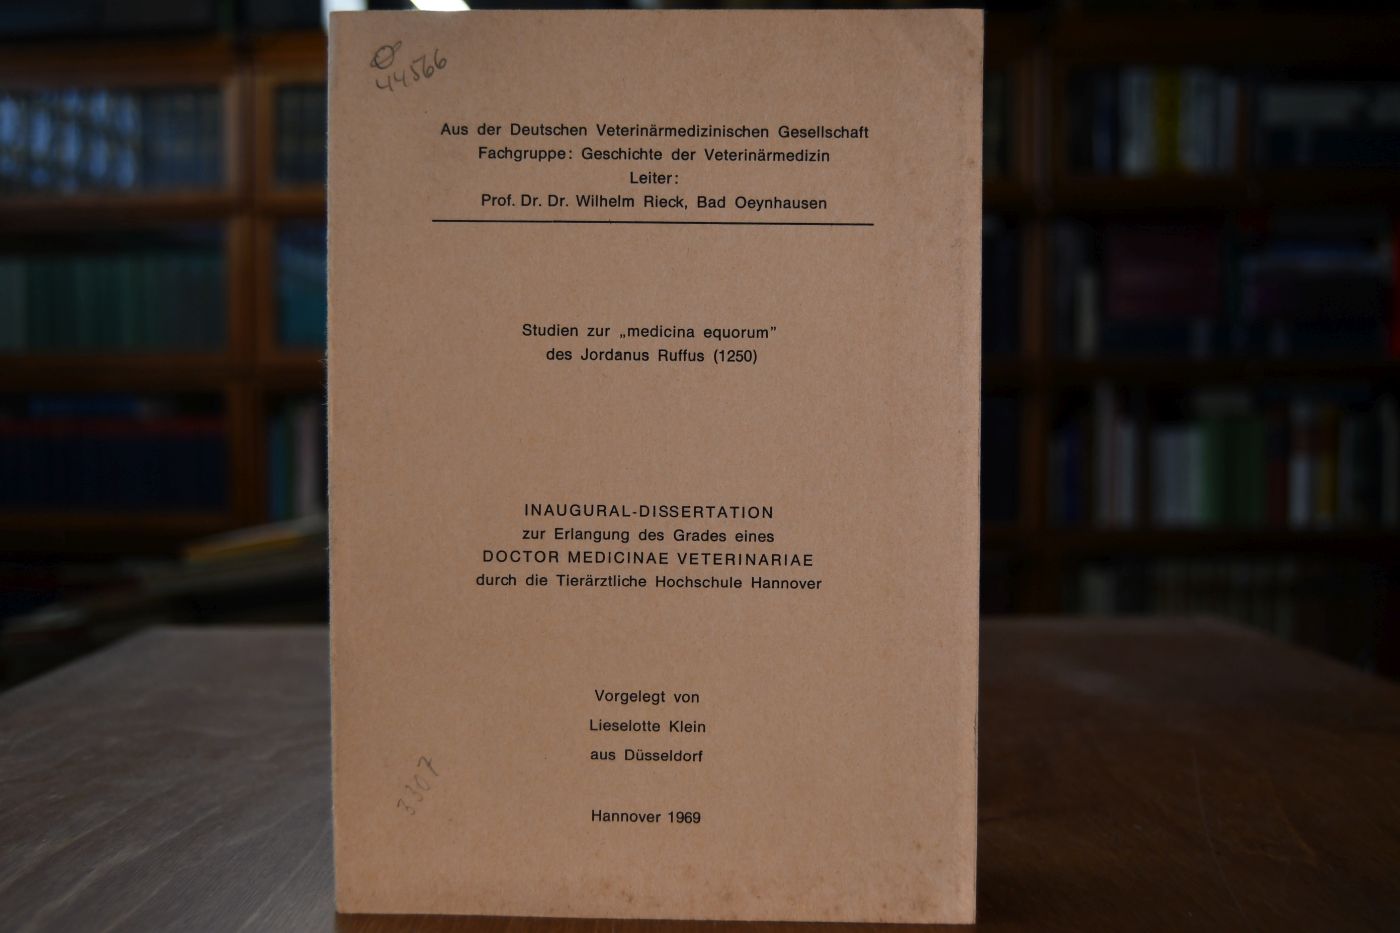 44566
Aus der Deutschen Veterinärmedizinischen Gesellschaft
Fachgruppe: Geschichte der Veterinärmedizin
Leiter:
Prof. Dr. Dr. Wilhelm Rieck, Bad Oeynhausen
Studien zur „medicina equorum”
des Jordanus Ruffus (1250)
INAUGURAL-DISSERTATION
zur Erlangung des Grades eines
DOCTOR MEDICINAE VETERINARIAE
durch die Tierärztliche Hochschule Hannover
Vorgelegt von
Lieselotte Klein
aus Düsseldorf
3307
Hannover 1969